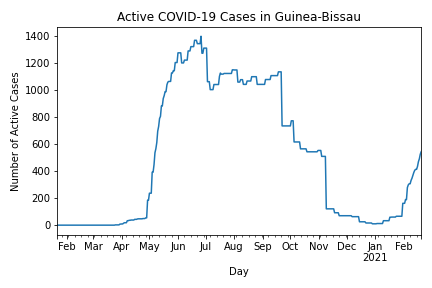 Active COVID-19 Cases in Guinea-Bissau
Number of Active Cases
1400
1200
1000
800
600
400
200
0
Feb Mar Apr May Jun Jul Aug Sep Oct Nov Dec Jan Feb
2021
Day